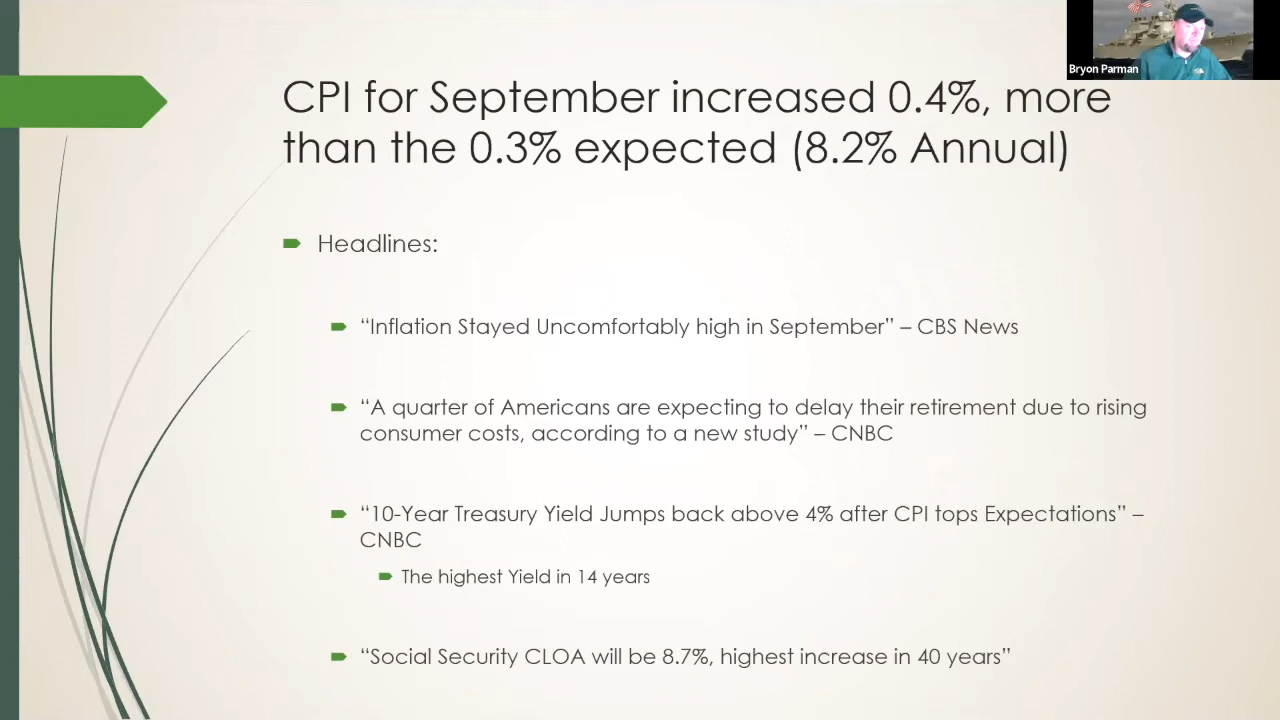 Bryon Parman
CPI for September increased 0.4%, more
than the 0.3% expected (8.2% Annual)
Headlines:
“Inflation Stayed Uncomfortably high in September” – CBS News
“A quarter of Americans are expecting to delay their retirement due to rising
consumer costs, according to a new study” – CNBC
“10-Year Treasury Yield Jumps back above 4% after CPI tops Expectations” –
CNBC
The highest Yield in 14 years
“Social Security CLOA will be 8.7%, highest increase in 40 years”